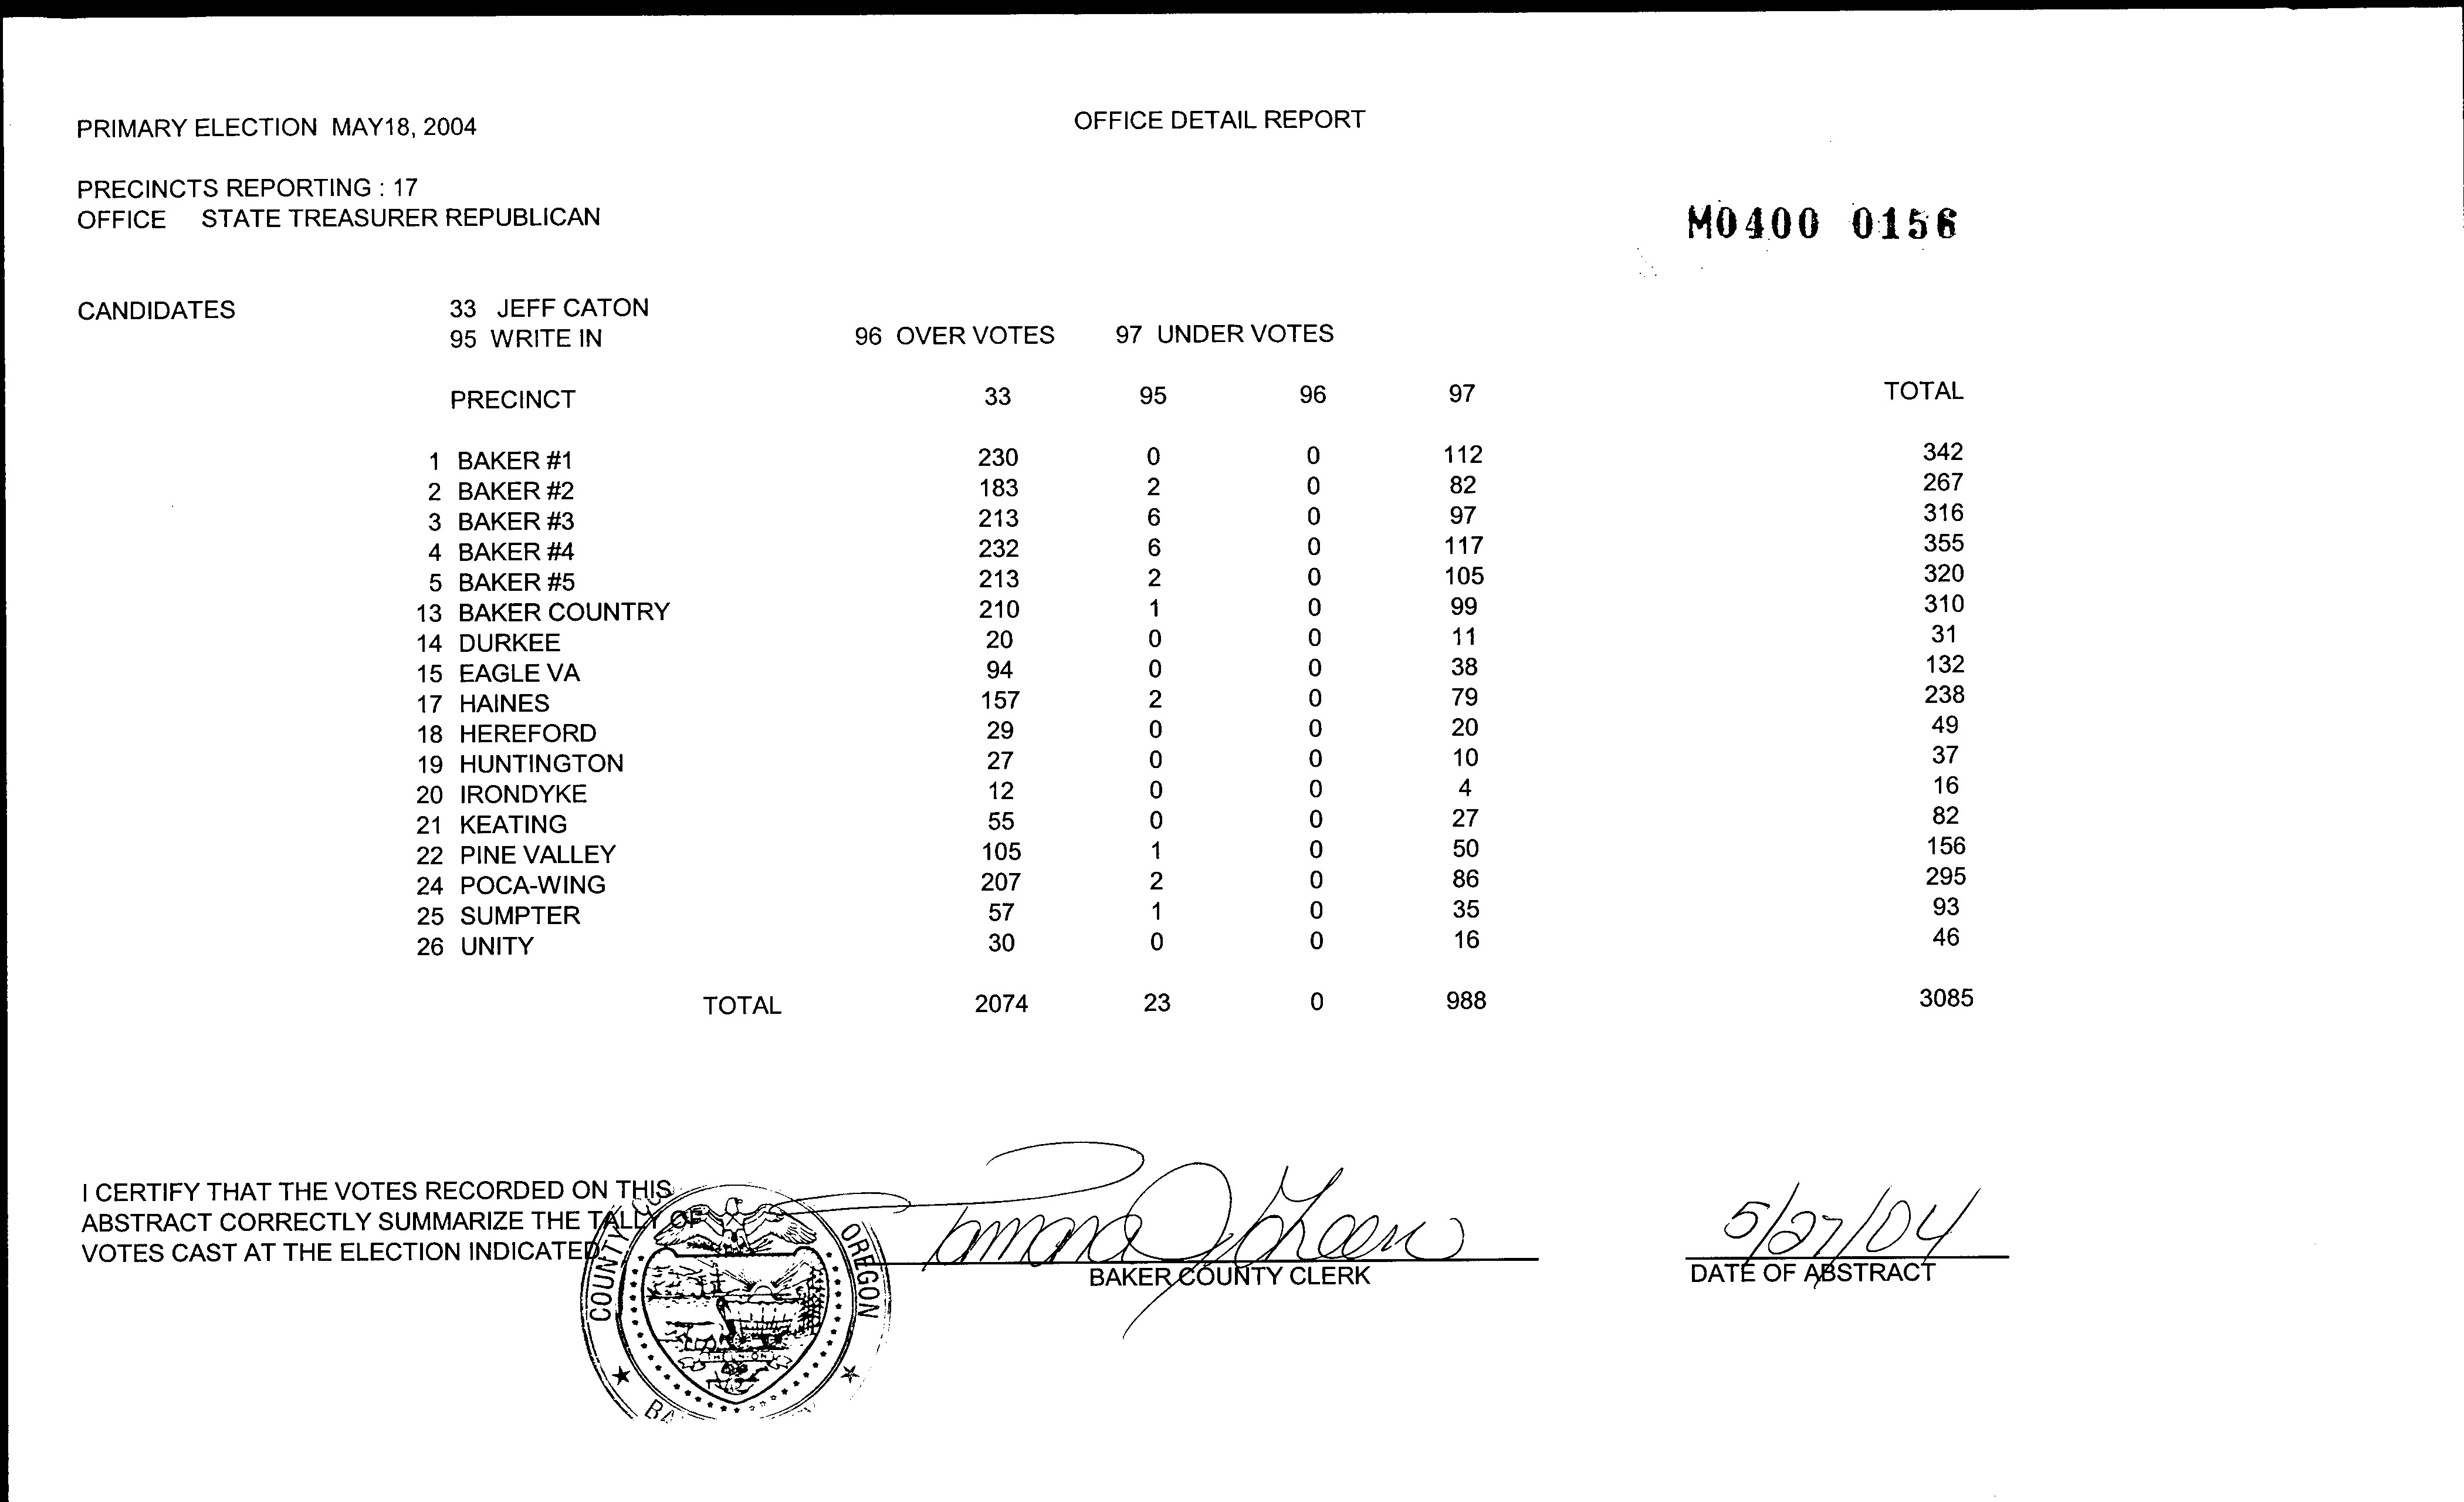 PRIMARY ELECTION MAY18, 2004
OFFICE DETAIL REPORT
PRECINCTS REPORTING : 17
OFFICE STATE TREASURER REPUBLICAN
M0400 0156
CANDIDATES 33 JEFF CATON
95 WRITE IN 96 OVER VOTES 97 UNDER VOTES
PRECINCT 33 95 96 97 TOTAL
1 BAKER #1 230 0 0 112 342
2 BAKER #2 183 2 0 82 267
3 BAKER #3 213 6 0 97 316
4 BAKER #4 232 6 0 117 355
5 BAKER #5 213 2 0 105 320
13 BAKER COUNTRY 210 1 0 99 310
14 DURKEE 20 0 0 11 31
15 EAGLE VA 94 0 0 38 132
17 HAINES 157 2 0 79 238
18 HEREFORD 29 0 0 20 49
19 HUNTINGTON 27 0 0 10 37
20 IRONDYKE 12 0 0 4 16
21 KEATING 55 0 0 27 82
22 PINE VALLEY 105 1 0 50 156
24 POCA-WING 207 2 0 86 295
25 SUMPTER 57 1 0 35 93
26 UNITY 30 0 0 16 46
TOTAL 2074 23 0 988 3085
I CERTIFY THAT THE VOTES RECORDED ON THIS
ABSTRACT CORRECTLY SUMMARIZE THE TALLY OF
VOTES CAST AT THE ELECTION INDICATED.
BAKER COUNTY CLERK
5/27/04
DATE OF ABSTRACT
COUNTY
OREGON